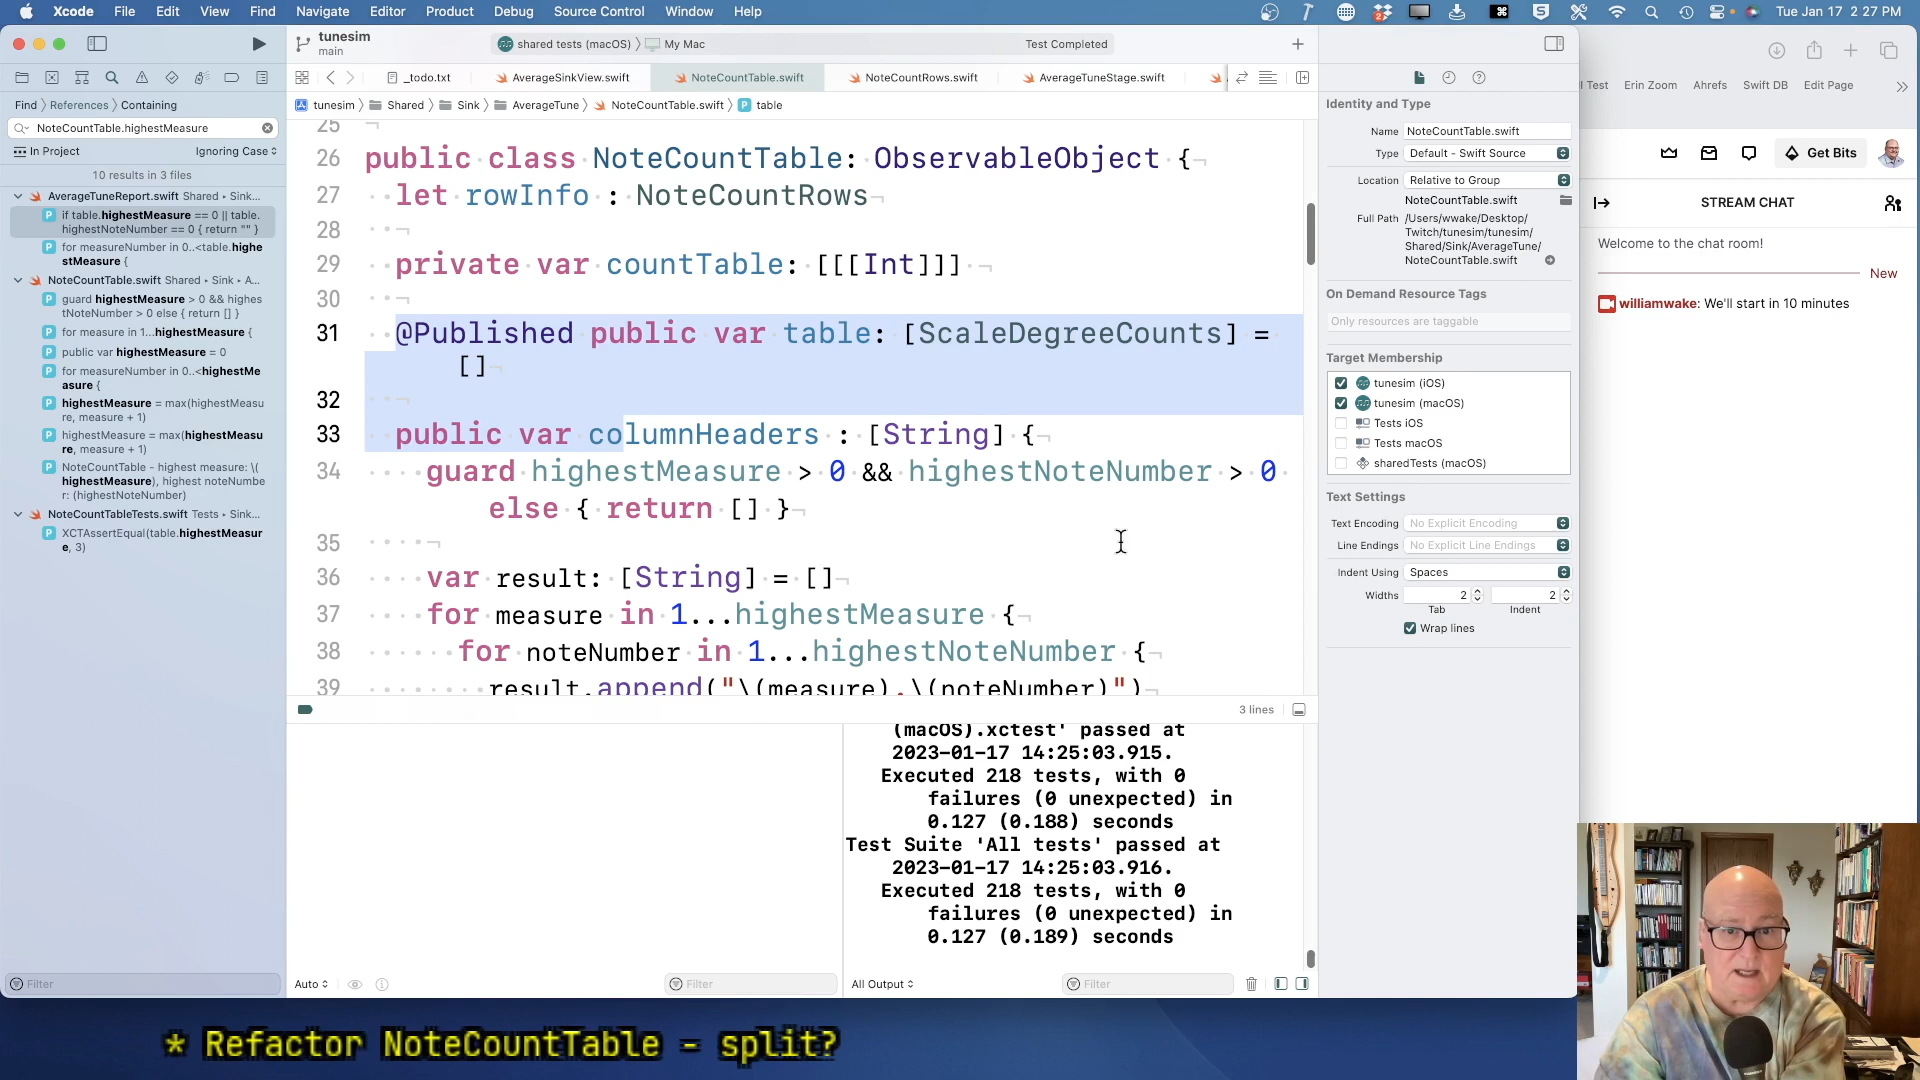 Xcode File Edit View Find Navigate Editor Product Debug Source Control Window Help
Tue Jan 17 2:27 PM
tunesim
main
shared tests (macOS) 〉 My Mac
Test Completed
_todo.txt
AverageSinkView.swift
NoteCountTable.swift
NoteCountRows.swift
AverageTuneStage.swift
Find 〉 References 〉 Containing
tunesim 〉 Shared 〉 Sink 〉 AverageTune 〉 NoteCountTable.swift 〉 P table
NoteCountTable.highestMeasure
In Project
Ignoring Case
10 results in 3 files
AverageTuneReport.swift Shared • Sink...
P if table.highestMeasure == 0 || table.
highestNoteNumber == 0 { return "" }
P for measureNumber in 0..<table.highe
stMeasure {
NoteCountTable.swift Shared • Sink • A...
P guard highestMeasure > 0 && highes
tNoteNumber > 0 else { return [] }
P for measure in 1...highestMeasure {
P public var highestMeasure = 0
P for measureNumber in 0..<highestMe
asure {
P highestMeasure = max(highestMeasu
re, measure + 1)
P highestMeasure = max(highestMeasu
re, measure + 1)
P NoteCountTable - highest measure: \(
highestMeasure), highest noteNumbe
r: (highestNoteNumber)
NoteCountTableTests.swift Tests • Sink...
P XCTAssertEqual(table.highestMeasur
e, 3)
Filter
25
26 public class NoteCountTable: ObservableObject {
27 let rowInfo : NoteCountRows
28
29 private var countTable: [[[Int]]]
30
31 @Published public var table: [ScaleDegreeCounts] =
[]
32
33 public var columnHeaders : [String] {
34 guard highestMeasure > 0 && highestNoteNumber > 0
else { return [] }
35
36 var result: [String] = []
37 for measure in 1...highestMeasure {
38 for noteNumber in 1...highestNoteNumber {
39 result.append("\(measure).\(noteNumber)")
3 lines
(macOS).xctest' passed at
2023-01-17 14:25:03.915.
Executed 218 tests, with 0
failures (0 unexpected) in
0.127 (0.188) seconds
Test Suite 'All tests' passed at
2023-01-17 14:25:03.916.
Executed 218 tests, with 0
failures (0 unexpected) in
0.127 (0.189) seconds
Auto
Filter
All Output
Filter
Identity and Type
Name NoteCountTable.swift
Type Default - Swift Source
Location Relative to Group
NoteCountTable.swift
Full Path /Users/wwake/Desktop/
Twitch/tunesim/tunesim/
Shared/Sink/AverageTune/
NoteCountTable.swift
On Demand Resource Tags
Only resources are taggable
Target Membership
tunesim (iOS)
tunesim (macOS)
Tests iOS
Tests macOS
sharedTests (macOS)
Text Settings
Text Encoding No Explicit Encoding
Line Endings No Explicit Line Endings
Indent Using Spaces
Widths 2 2
Tab Indent
Wrap lines
Test Erin Zoom Ahrefs Swift DB Edit Page
Get Bits
STREAM CHAT
Welcome to the chat room!
New
williamwake: We'll start in 10 minutes
* Refactor NoteCountTable - split?